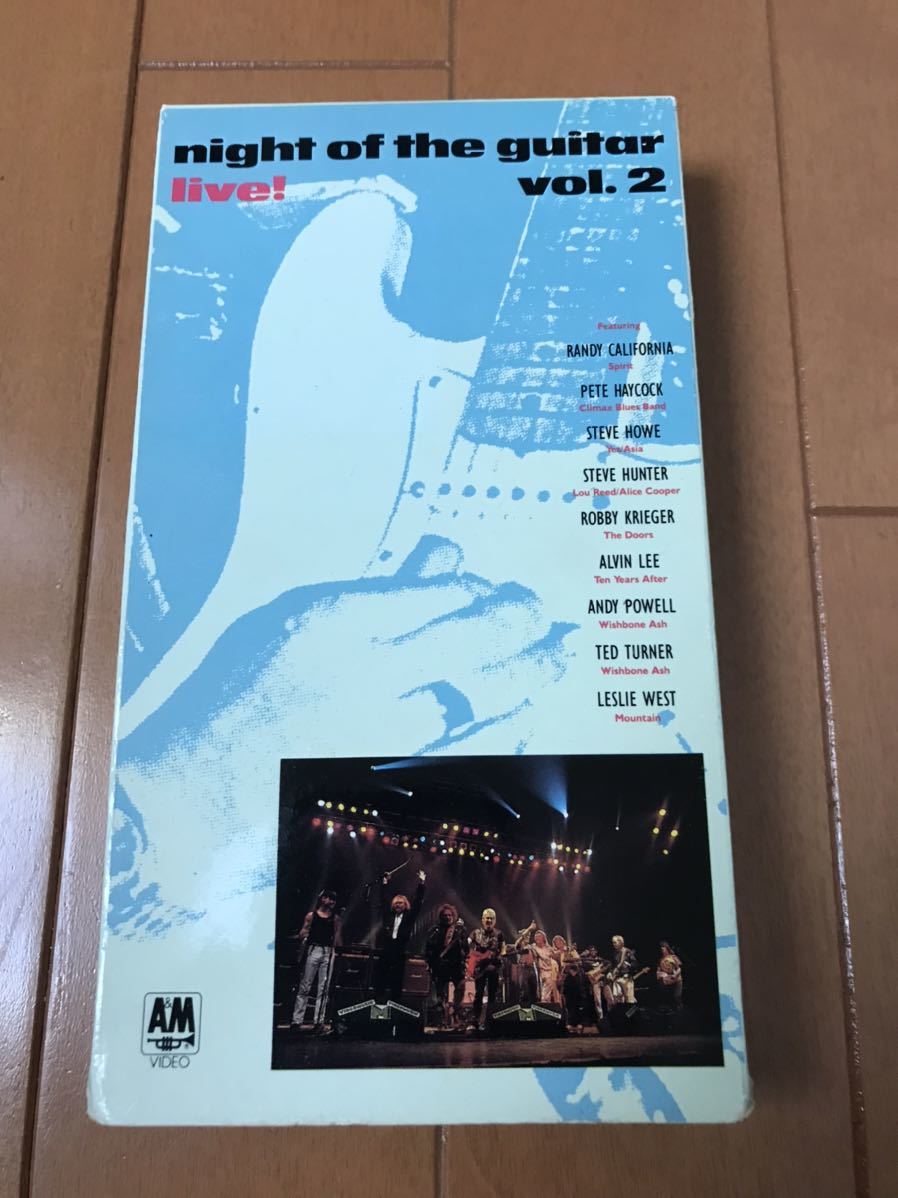 night of the guitar
live! vol. 2
Featuring
RANDY CALIFORNIA
Spirit
PETE HAYCOCK
Climax Blues Band
STEVE HOWE
Yes/Asia
STEVE HUNTER
Lou Reed/Alice Cooper
ROBBY KRIEGER
The Doors
ALVIN LEE
Ten Years After
ANDY POWELL
Wishbone Ash
TED TURNER
Wishbone Ash
LESLIE WEST
Mountain
A&M
VIDEO